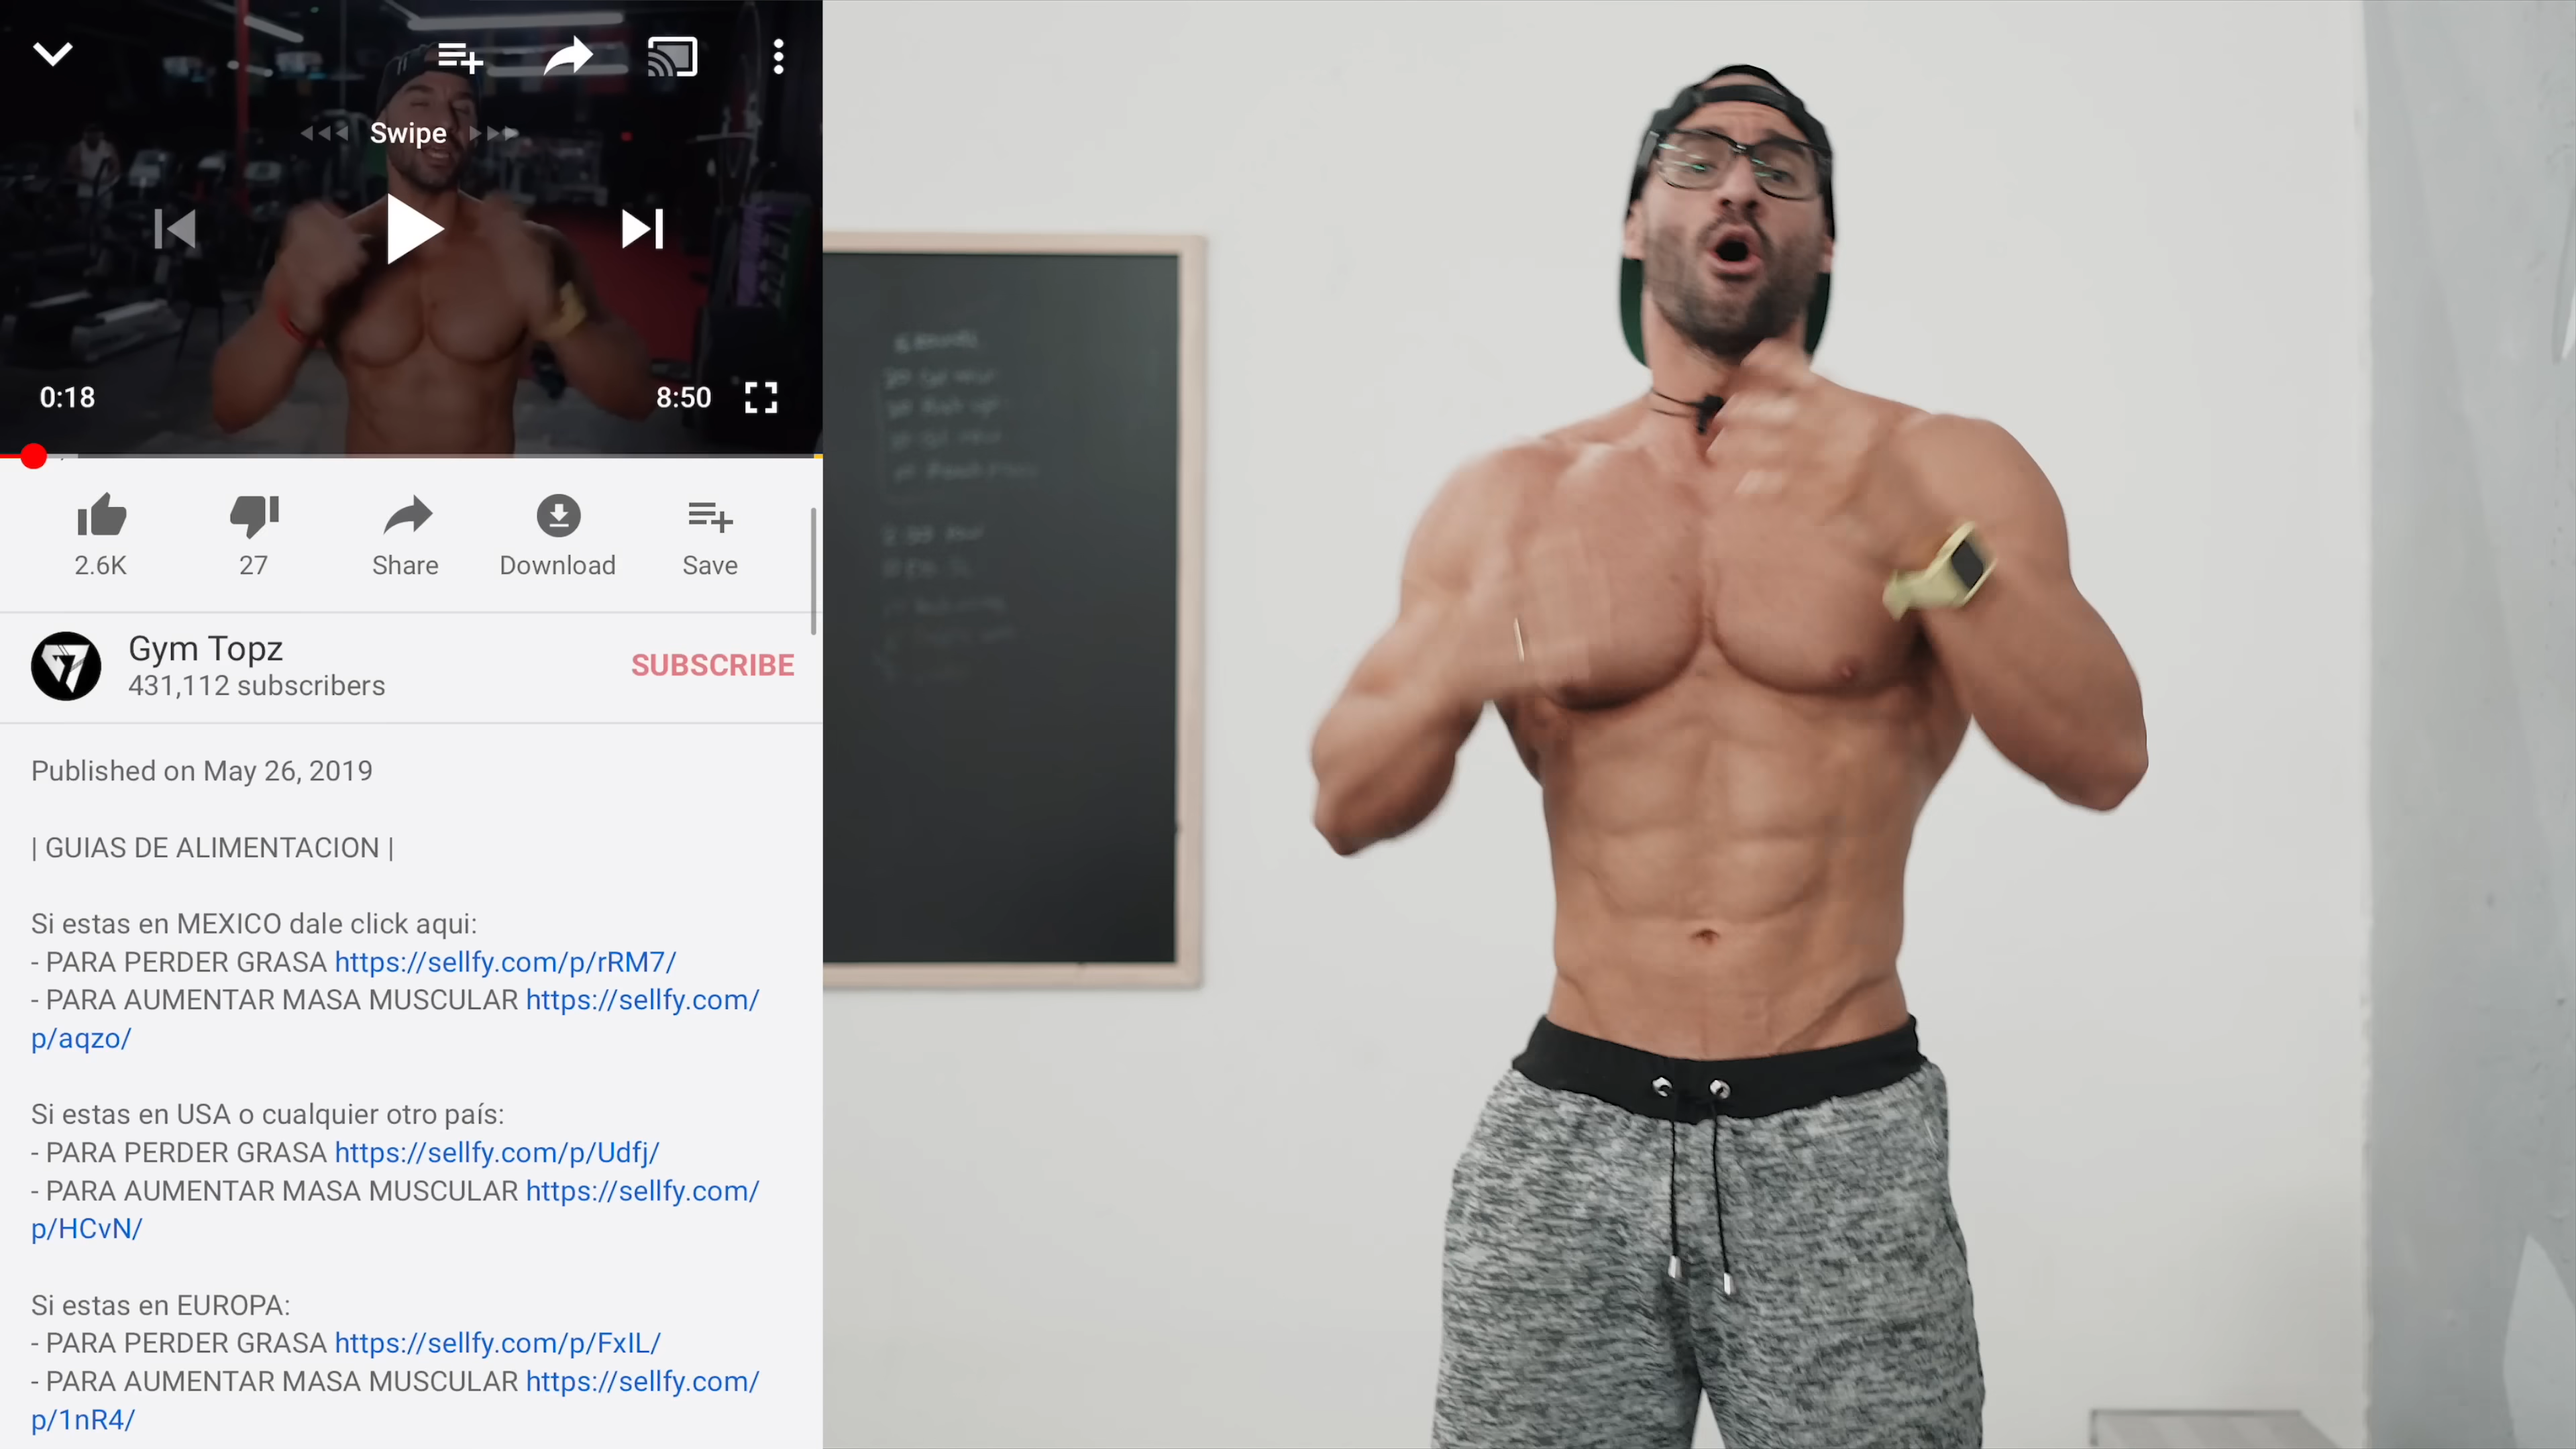 Swipe
0:18
8:50
2.6K
27
Share
Download
Save
Gym Topz
431,112 subscribers
SUBSCRIBE
Published on May 26, 2019
| GUIAS DE ALIMENTACION |
Si estas en MEXICO dale click aqui:
- PARA PERDER GRASA https://sellfy.com/p/rRM7/
- PARA AUMENTAR MASA MUSCULAR https://sellfy.com/
p/aqzo/
Si estas en USA o cualquier otro país:
- PARA PERDER GRASA https://sellfy.com/p/Udfj/
- PARA AUMENTAR MASA MUSCULAR https://sellfy.com/
p/HCvN/
Si estas en EUROPA:
- PARA PERDER GRASA https://sellfy.com/p/FxIL/
- PARA AUMENTAR MASA MUSCULAR https://sellfy.com/
p/1nR4/